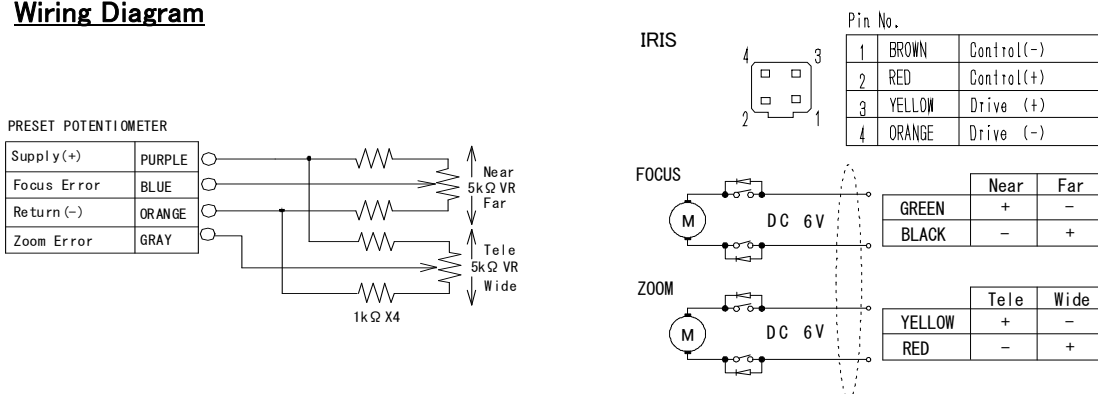 Wiring Diagram
PRESET POTENTIOMETER
Supply(+) PURPLE
Focus Error BLUE
Return(-) ORANGE
Zoom Error GRAY
Near
5kΩ VR
Far
Tele
5kΩ VR
Wide
1kΩ X4
IRIS
4 3
2 1
Pin No.
1 BROWN Control(-)
2 RED Control(+)
3 YELLOW Drive (+)
4 ORANGE Drive (-)
FOCUS
M
DC 6V
Near Far
GREEN + -
BLACK - +
ZOOM
M
DC 6V
Tele Wide
YELLOW + -
RED - +